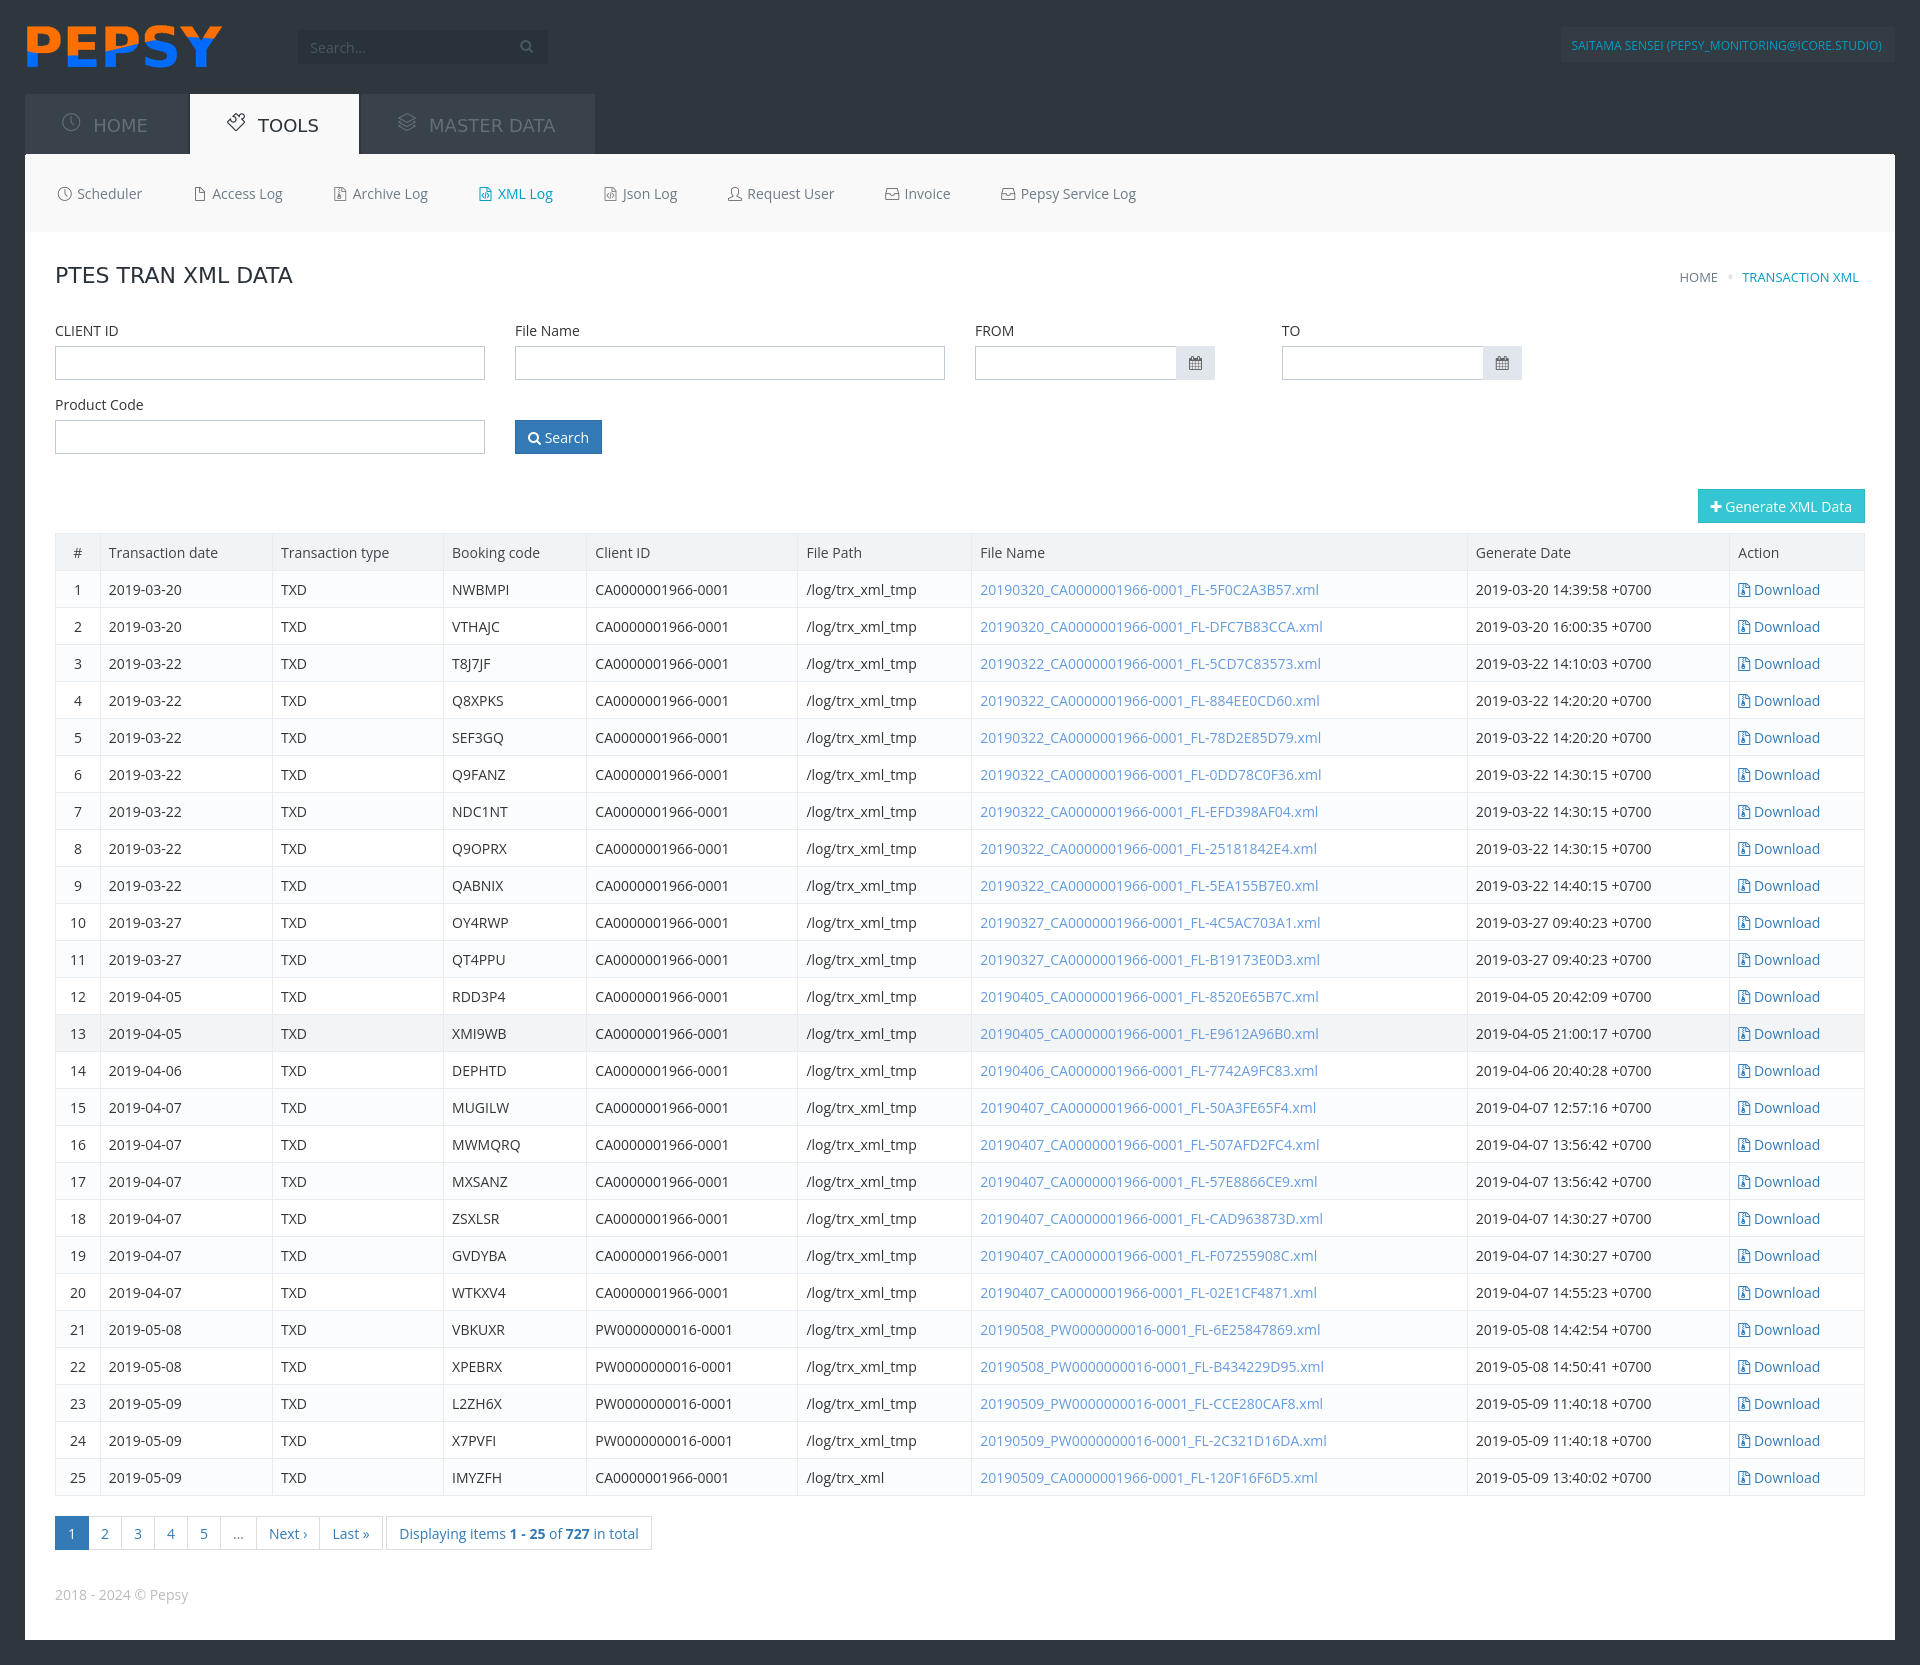 PEPSY
Search...
SAITAMA SENSEI (PEPSY_MONITORING@ICORE.STUDIO)
HOME TOOLS MASTER DATA
Scheduler Access Log Archive Log XML Log Json Log Request User Invoice Pepsy Service Log
PTES TRAN XML DATA
HOME • TRANSACTION XML
CLIENT ID File Name FROM TO
Product Code
Search
Generate XML Data
# Transaction date Transaction type Booking code Client ID File Path File Name Generate Date Action
1 2019-03-20 TXD NWBMPI CA0000001966-0001 /log/trx_xml_tmp 20190320_CA0000001966-0001_FL-5F0C2A3B57.xml 2019-03-20 14:39:58 +0700 Download
2 2019-03-20 TXD VTHAJC CA0000001966-0001 /log/trx_xml_tmp 20190320_CA0000001966-0001_FL-DFC7B83CCA.xml 2019-03-20 16:00:35 +0700 Download
3 2019-03-22 TXD T8J7JF CA0000001966-0001 /log/trx_xml_tmp 20190322_CA0000001966-0001_FL-5CD7C83573.xml 2019-03-22 14:10:03 +0700 Download
4 2019-03-22 TXD Q8XPKS CA0000001966-0001 /log/trx_xml_tmp 20190322_CA0000001966-0001_FL-884EE0CD60.xml 2019-03-22 14:20:20 +0700 Download
5 2019-03-22 TXD SEF3GQ CA0000001966-0001 /log/trx_xml_tmp 20190322_CA0000001966-0001_FL-78D2E85D79.xml 2019-03-22 14:20:20 +0700 Download
6 2019-03-22 TXD Q9FANZ CA0000001966-0001 /log/trx_xml_tmp 20190322_CA0000001966-0001_FL-0DD78C0F36.xml 2019-03-22 14:30:15 +0700 Download
7 2019-03-22 TXD NDC1NT CA0000001966-0001 /log/trx_xml_tmp 20190322_CA0000001966-0001_FL-EFD398AF04.xml 2019-03-22 14:30:15 +0700 Download
8 2019-03-22 TXD Q9OPRX CA0000001966-0001 /log/trx_xml_tmp 20190322_CA0000001966-0001_FL-25181842E4.xml 2019-03-22 14:30:15 +0700 Download
9 2019-03-22 TXD QABNIX CA0000001966-0001 /log/trx_xml_tmp 20190322_CA0000001966-0001_FL-5EA155B7E0.xml 2019-03-22 14:40:15 +0700 Download
10 2019-03-27 TXD OY4RWP CA0000001966-0001 /log/trx_xml_tmp 20190327_CA0000001966-0001_FL-4C5AC703A1.xml 2019-03-27 09:40:23 +0700 Download
11 2019-03-27 TXD QT4PPU CA0000001966-0001 /log/trx_xml_tmp 20190327_CA0000001966-0001_FL-B19173E0D3.xml 2019-03-27 09:40:23 +0700 Download
12 2019-04-05 TXD RDD3P4 CA0000001966-0001 /log/trx_xml_tmp 20190405_CA0000001966-0001_FL-8520E65B7C.xml 2019-04-05 20:42:09 +0700 Download
13 2019-04-05 TXD XMI9WB CA0000001966-0001 /log/trx_xml_tmp 20190405_CA0000001966-0001_FL-E9612A96B0.xml 2019-04-05 21:00:17 +0700 Download
14 2019-04-06 TXD DEPHTD CA0000001966-0001 /log/trx_xml_tmp 20190406_CA0000001966-0001_FL-7742A9FC83.xml 2019-04-06 20:40:28 +0700 Download
15 2019-04-07 TXD MUGILW CA0000001966-0001 /log/trx_xml_tmp 20190407_CA0000001966-0001_FL-50A3FE65F4.xml 2019-04-07 12:57:16 +0700 Download
16 2019-04-07 TXD MWMQRQ CA0000001966-0001 /log/trx_xml_tmp 20190407_CA0000001966-0001_FL-507AFD2FC4.xml 2019-04-07 13:56:42 +0700 Download
17 2019-04-07 TXD MXSANZ CA0000001966-0001 /log/trx_xml_tmp 20190407_CA0000001966-0001_FL-57E8866CE9.xml 2019-04-07 13:56:42 +0700 Download
18 2019-04-07 TXD ZSXLSR CA0000001966-0001 /log/trx_xml_tmp 20190407_CA0000001966-0001_FL-CAD963873D.xml 2019-04-07 14:30:27 +0700 Download
19 2019-04-07 TXD GVDYBA CA0000001966-0001 /log/trx_xml_tmp 20190407_CA0000001966-0001_FL-F07255908C.xml 2019-04-07 14:30:27 +0700 Download
20 2019-04-07 TXD WTKXV4 CA0000001966-0001 /log/trx_xml_tmp 20190407_CA0000001966-0001_FL-02E1CF4871.xml 2019-04-07 14:55:23 +0700 Download
21 2019-05-08 TXD VBKUXR PW0000000016-0001 /log/trx_xml_tmp 20190508_PW0000000016-0001_FL-6E25847869.xml 2019-05-08 14:42:54 +0700 Download
22 2019-05-08 TXD XPEBRX PW0000000016-0001 /log/trx_xml_tmp 20190508_PW0000000016-0001_FL-B434229D95.xml 2019-05-08 14:50:41 +0700 Download
23 2019-05-09 TXD L2ZH6X PW0000000016-0001 /log/trx_xml_tmp 20190509_PW0000000016-0001_FL-CCE280CAF8.xml 2019-05-09 11:40:18 +0700 Download
24 2019-05-09 TXD X7PVFI PW0000000016-0001 /log/trx_xml_tmp 20190509_PW0000000016-0001_FL-2C321D16DA.xml 2019-05-09 11:40:18 +0700 Download
25 2019-05-09 TXD IMYZFH CA0000001966-0001 /log/trx_xml 20190509_CA0000001966-0001_FL-120F16F6D5.xml 2019-05-09 13:40:02 +0700 Download
1 2 3 4 5 ... Next › Last » Displaying items 1 - 25 of 727 in total
2018 - 2024 © Pepsy